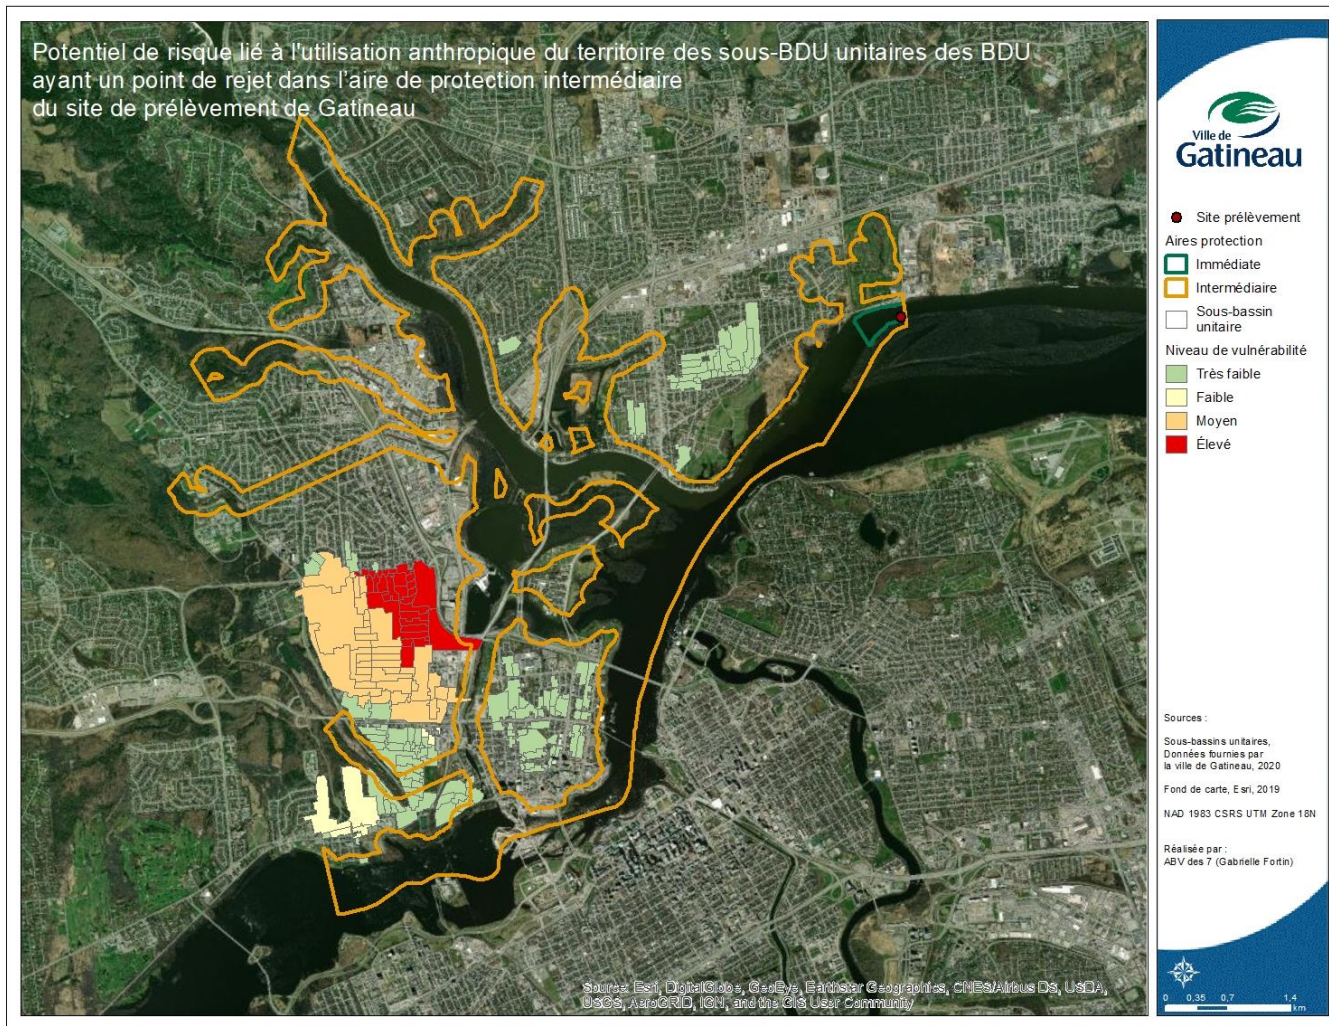 Potentiel de risque lié à l'utilisation anthropique du territoire des sous-BDU unitaires des BDU
ayant un point de rejet dans l'aire de protection intermédiaire
du site de prélèvement de Gatineau
Ville de
Gatineau
Site prélèvement
Aires protection
Immédiate
Intermédiaire
Sous-bassin
unitaire
Niveau de vulnérabilité
Très faible
Faible
Moyen
Élevé
Sources :
Sous-bassins unitaires,
Données fournies par
la ville de Gatineau, 2020
Fond de carte, Esri, 2019
NAD 1983 CSRS UTM Zone 18N
Réalisée par :
ABV des 7 (Gabrielle Fortin)
0 0,35 0,7 1,4
km
Source: Esri, DigitalGlobe, GeoEye, Earthstar Geographics, CNES/Airbus DS, USDA,
USGS, AeroGRID, IGN, and the GIS User Community